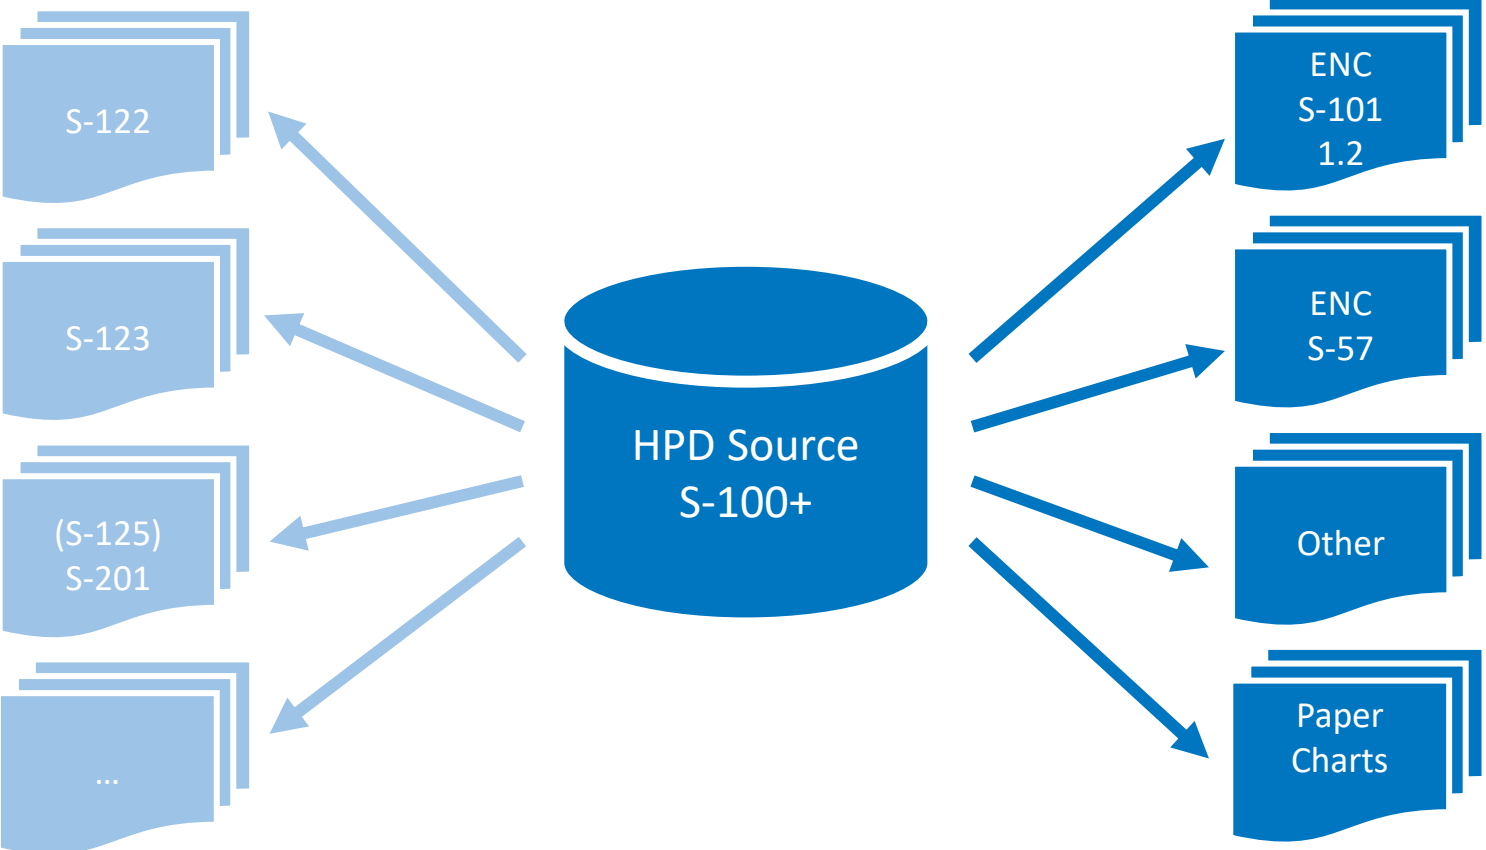 S-122
S-123
(S-125)
S-201
...
HPD Source
S-100+
ENC
S-101
1.2
ENC
S-57
Other
Paper
Charts